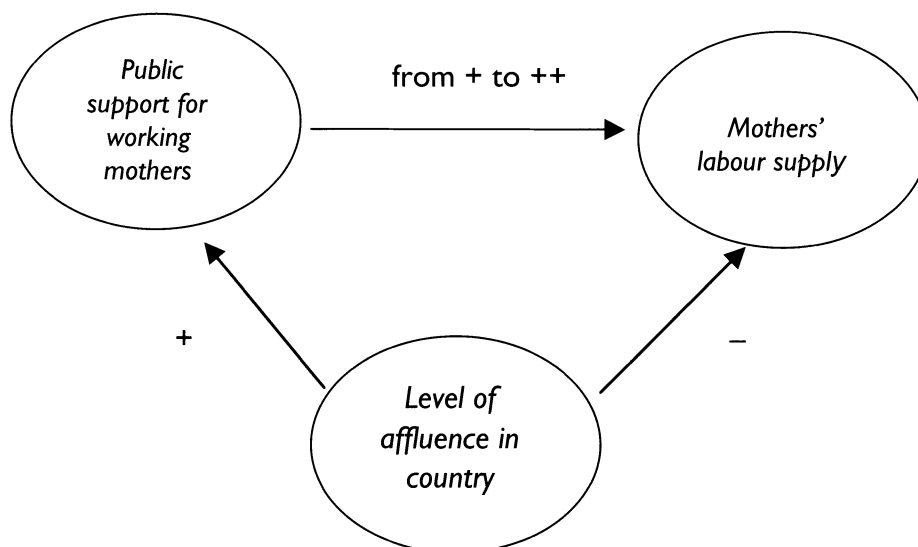 Public
support for
working
mothers
from + to ++
Mothers’
labour supply
+
–
Level of
affluence in
country